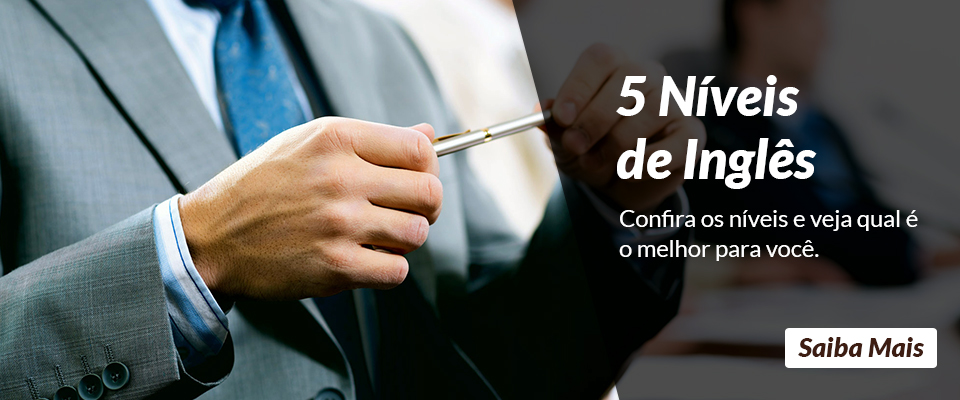 5 Níveis
de Inglês
Confira os níveis e veja qual é
o melhor para você.
Saiba Mais